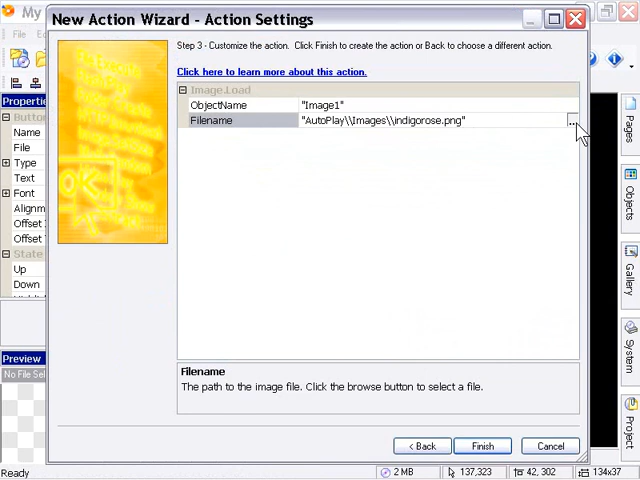 My
New Action Wizard - Action Settings
File
Step 3 - Customize the action. Click Finish to create the action or Back to choose a different action.
Click here to learn more about this action.
Image.Load
ObjectName "Image1"
Filename "AutoPlay\\Images\\indigorose.png"
...
Properties
Button
Name
File
Type
Text
Font
Alignm
Offset
Offset
State
Up
Down
Pages
Objects
Gallery
System
Project
Preview
No File Sel
Filename
The path to the image file. Click the browse button to select a file.
< Back
Finish
Cancel
Ready
2 MB
137,323
42, 302
134x37